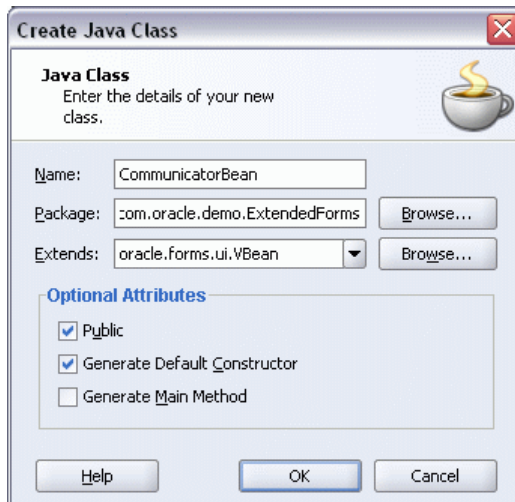 Create Java Class
Java Class
Enter the details of your new
class.
Name: CommunicatorBean
Package: com.oracle.demo.ExtendedForms Browse...
Extends: oracle.forms.ui.VBean Browse...
Optional Attributes
Public
Generate Default Constructor
Generate Main Method
Help OK Cancel